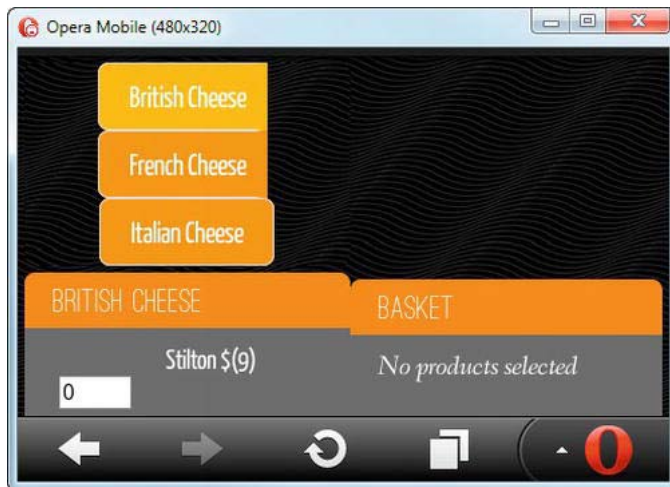 Opera Mobile (480x320)
British Cheese
French Cheese
Italian Cheese
BRITISH CHEESE
BASKET
Stilton $(9)
No products selected
0